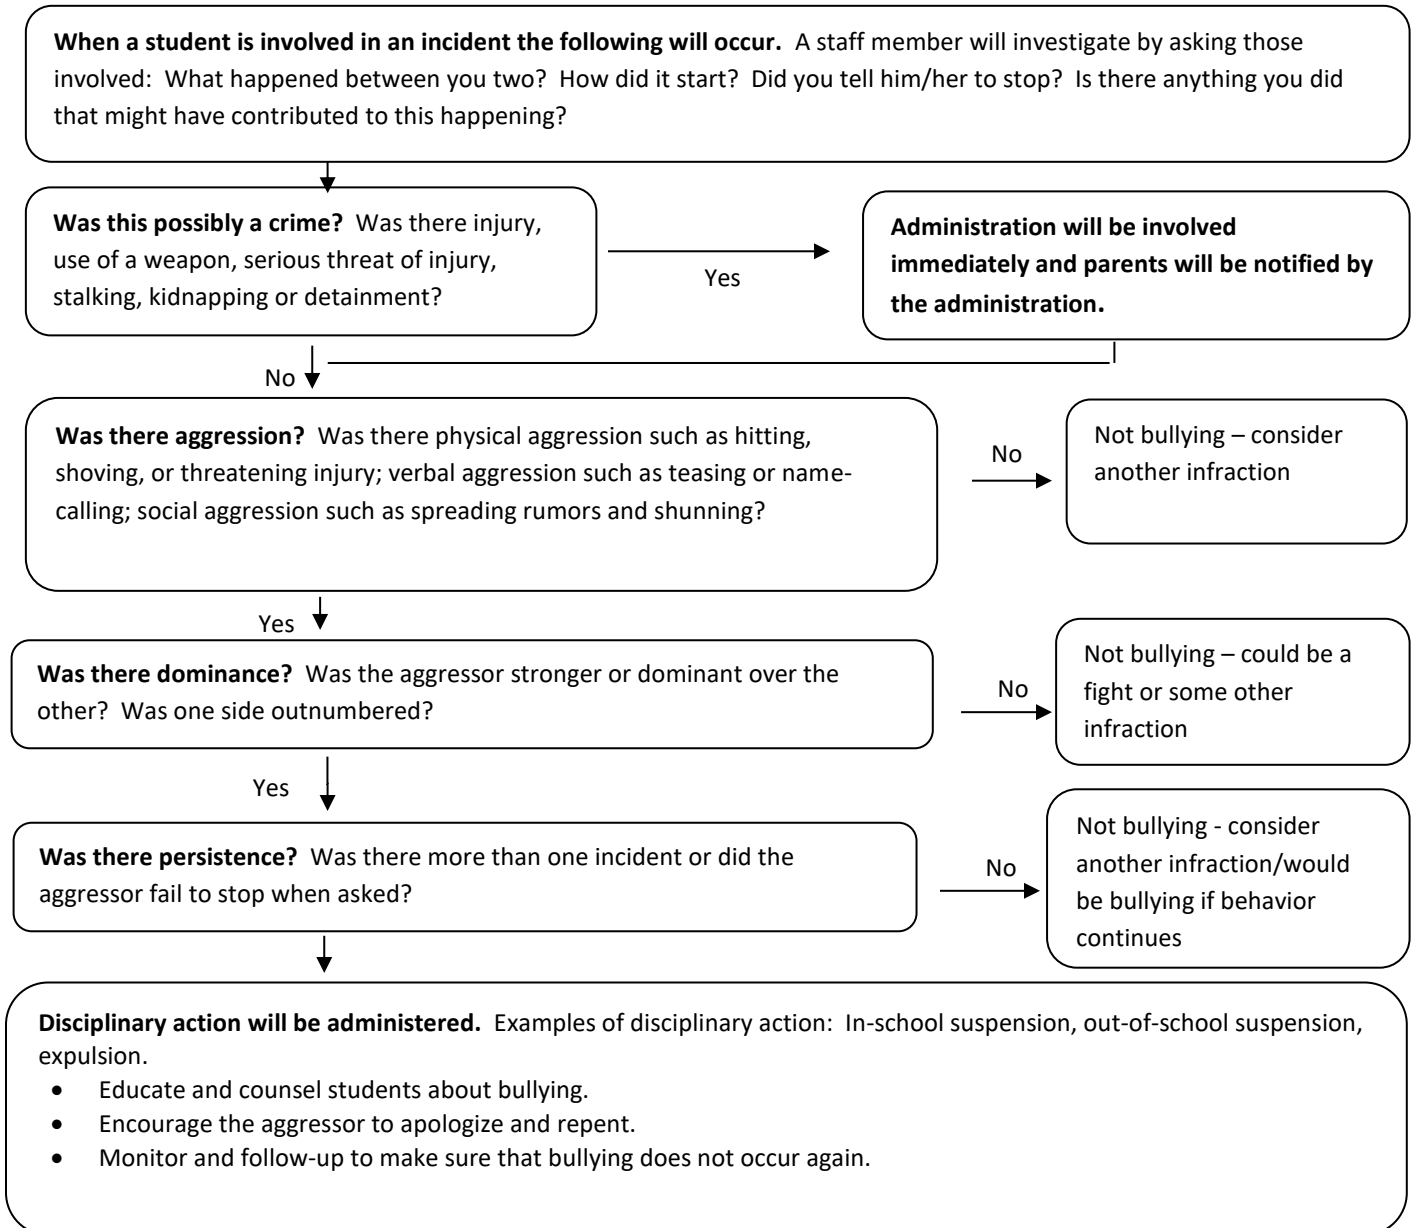 When a student is involved in an incident the following will occur.  A staff member will investigate by asking those
involved:  What happened between you two?  How did it start?  Did you tell him/her to stop?  Is there anything you did
that might have contributed to this happening?
Was this possibly a crime?  Was there injury,
use of a weapon, serious threat of injury,
stalking, kidnapping or detainment?
Yes
Administration will be involved
immediately and parents will be notified by
the administration.
No
Was there aggression?  Was there physical aggression such as hitting,
shoving, or threatening injury; verbal aggression such as teasing or name-
calling; social aggression such as spreading rumors and shunning?
No
Not bullying – consider
another infraction
Yes
Was there dominance?  Was the aggressor stronger or dominant over the
other?  Was one side outnumbered?
No
Not bullying – could be a
fight or some other
infraction
Yes
Was there persistence?  Was there more than one incident or did the
aggressor fail to stop when asked?
No
Not bullying - consider
another infraction/would
be bullying if behavior
continues
Disciplinary action will be administered.  Examples of disciplinary action:  In-school suspension, out-of-school suspension,
expulsion.
• Educate and counsel students about bullying.
• Encourage the aggressor to apologize and repent.
• Monitor and follow-up to make sure that bullying does not occur again.